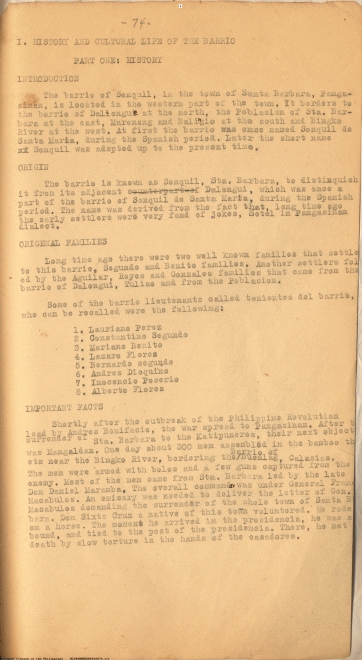 - 74 -
I. HISTORY AND CULTURAL LIFE OF THE BARRIO
PART ONE: HISTORY
INTRODUCTION
The barrio of Sonquil, in the town of Santa Barbara, Panga-
sinan, is located in the western part of the town. It borders to
the barrio of Dalongue at the north, the Poblacion of Sta. Bar-
bara at the east, Maronong and Balingio at the south and Bingko
River at the west. At first the barrio was once named Sonquil de
Santa Maria, during the Spanish period. Later the short name
of Sonquil was adopted up to the present time.
ORIGIN
The barrio is known as Sonquil, Sta. Barbara, to distinguish
it from its adjacent counterpart of Dalongui, which was once a
part of the barrio of Sonquil de Santa Maria, during the Spanish
period. The name was derived from the fact that, long time ago
the early settlers were very fond of jokes, Sotel in Pangasinan
dialect.
ORIGENAL FAMILIES
Long time ago there were two well known families that settle
to this barrio, Segundo and Benito families. Another settlers fol
ed by the Aguilar, Reyes and Gonzales families that came from the
barrio of Dalongui, Tuliao and from the Poblacion.
Some of the barrio lieutenants called tenientes del barrio,
who can be recalled were the following:
1. Lauriano Perez
2. Constantino Segundo
3. Mariano Benito
4. Lazaro Flores
5. Bernardo segundo
6. Andres Dioquino
7. Inocencio Poserio
8. Alberto Flores
IMPORTANT FACTS
Shortly after the outbreak of the Philippine Revolution
lead by Andres Bonifacio, the war spread to Pangasinan. After t
surrender of Sta. Barbara to the Katipuneros, their next object
was Mangaldan. One day about 300 men assembled in the bamboo th
ets near the Bingko River, bordering the barrio of Calasiao.
The men were armed with bolos and a few guns captured from the
enemy. Most of the men came from Sta. Barbara led by the late
Don Daniel Maramba. The overall command was under General Franc
Macabulos. An emicary was needed to deliver the letter of Gen.
Macabulos demanding the surrender of the whole town of Santa B
bara. Don Sixto Cruz a native of this town voluntered. He rode
on a horse. The moment he arrived in the presidencia, he was a
bound, and tied to the post of the presidencia. There, he met
death by slow torture in the hands of the casadores.